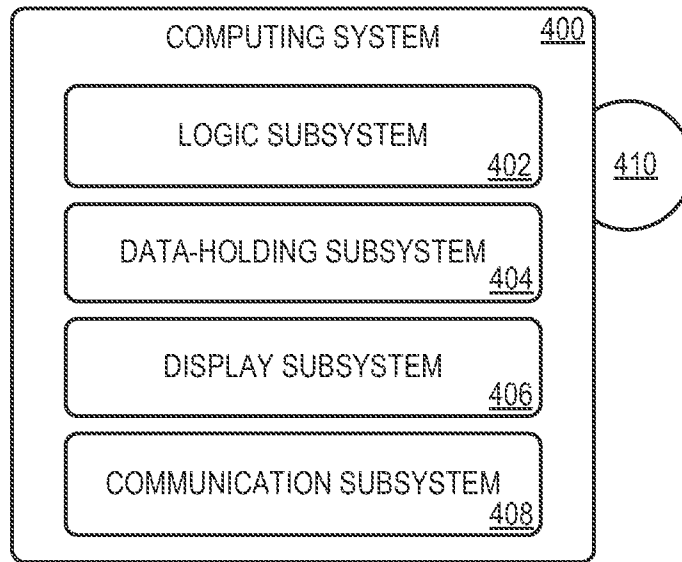 COMPUTING SYSTEM 400
LOGIC SUBSYSTEM
402
410
DATA-HOLDING SUBSYSTEM
404
DISPLAY SUBSYSTEM
406
COMMUNICATION SUBSYSTEM
408